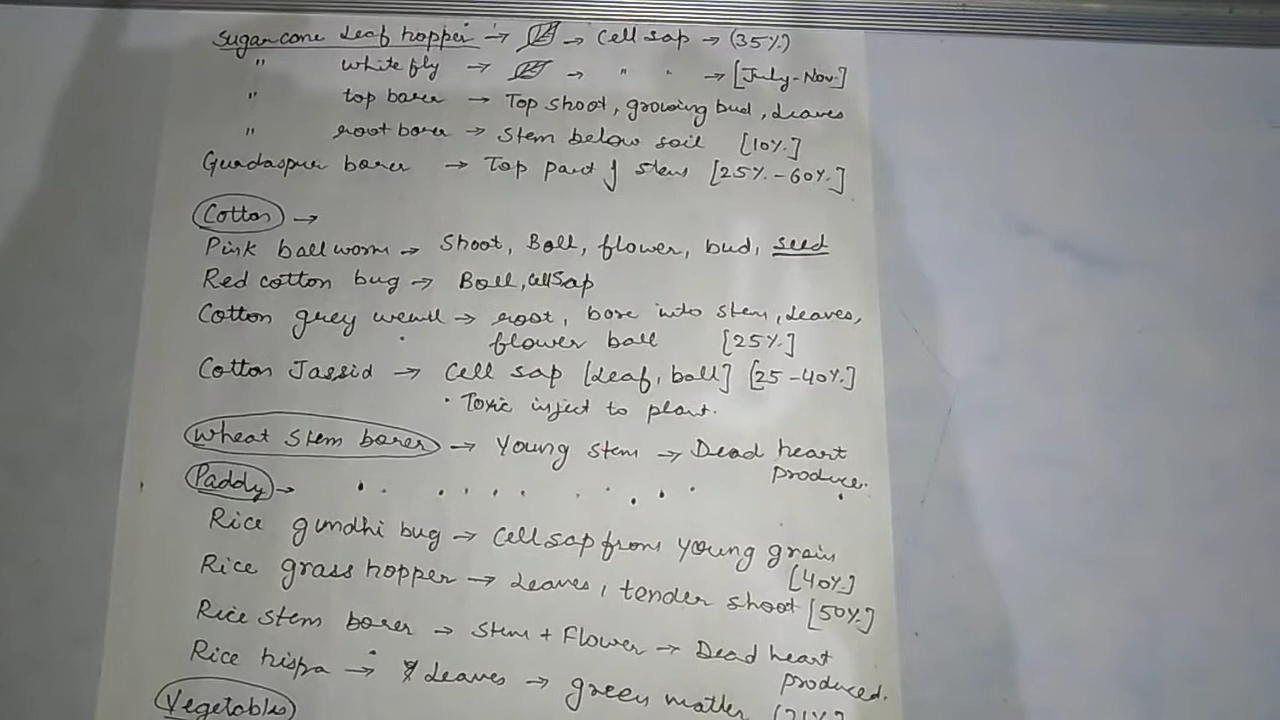 Sugarcane Leaf hopper → → Cell sap → (35%)
" white fly → → " " → [July-Nov.]
" top borer → Top shoot, growing bud, Leaves
" root borer → Stem below soil [10%]
Gurdaspur borer → Top part of stem [25%-60%]
Cotton →
Pink ball worm → Shoot, Boll, flower, bud, seed
Red cotton bug → Boll, Cell Sap
Cotton grey weevil → root, bore into stem, Leaves,
flower ball [25%]
Cotton Jassid → Cell sap [Leaf, ball] [25-40%]
• Toxic inject to plant.
Wheat stem borer → Young stem → Dead heart
produce.
Paddy →
Rice gundhi bug → Cell sap from young grain
[40%]
Rice grass hopper → Leaves, tender shoot [50%]
Rice stem borer → Stem + Flower → Dead heart
produced.
Rice hispa → Leaves → green matter
Vegetables